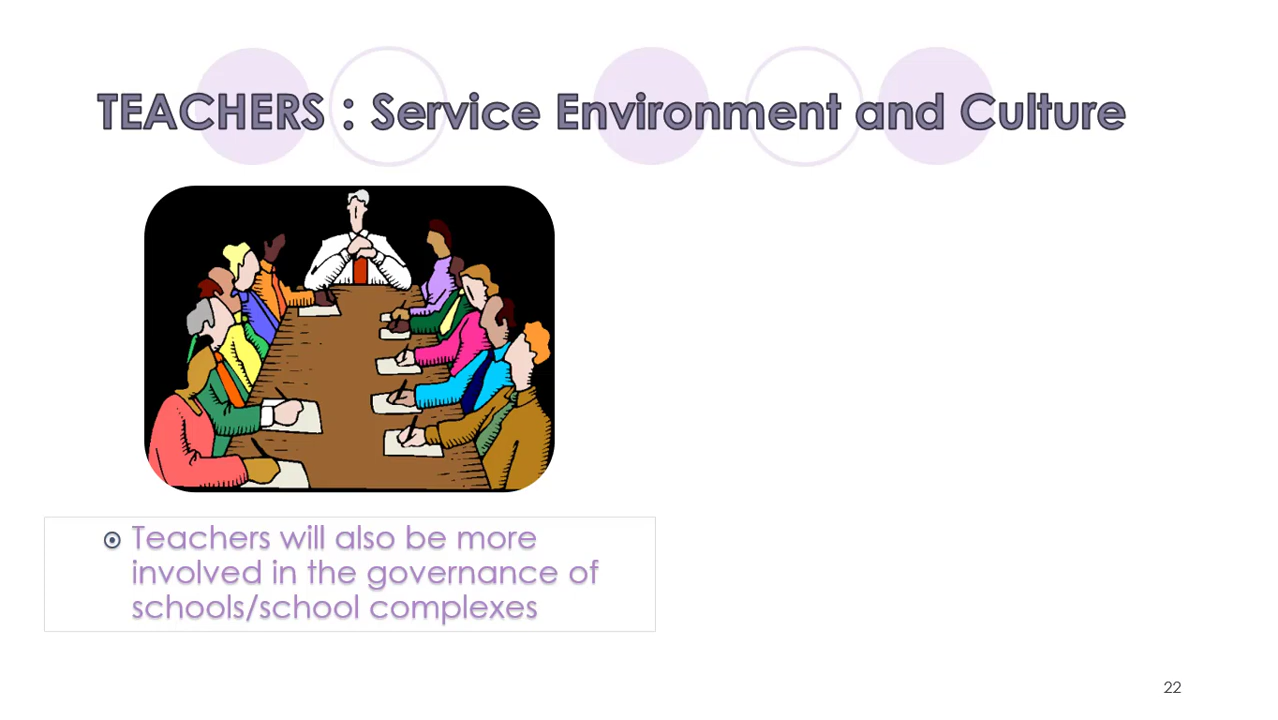 TEACHERS : Service Environment and Culture
Teachers will also be more
involved in the governance of
schools/school complexes
22